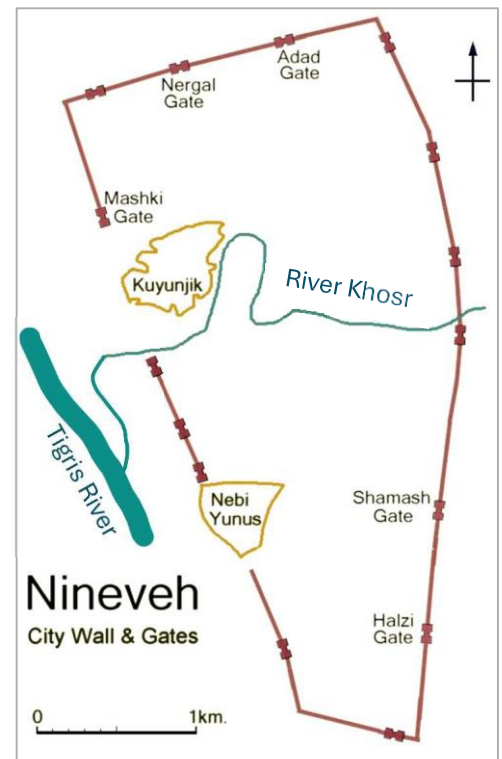 Adad
Gate
Nergal
Gate
Mashki
Gate
Kuyunjik
River Khosr
Tigris River
Nebi
Yunus
Shamash
Gate
Halzi
Gate
Nineveh
City Wall & Gates
0 1km.